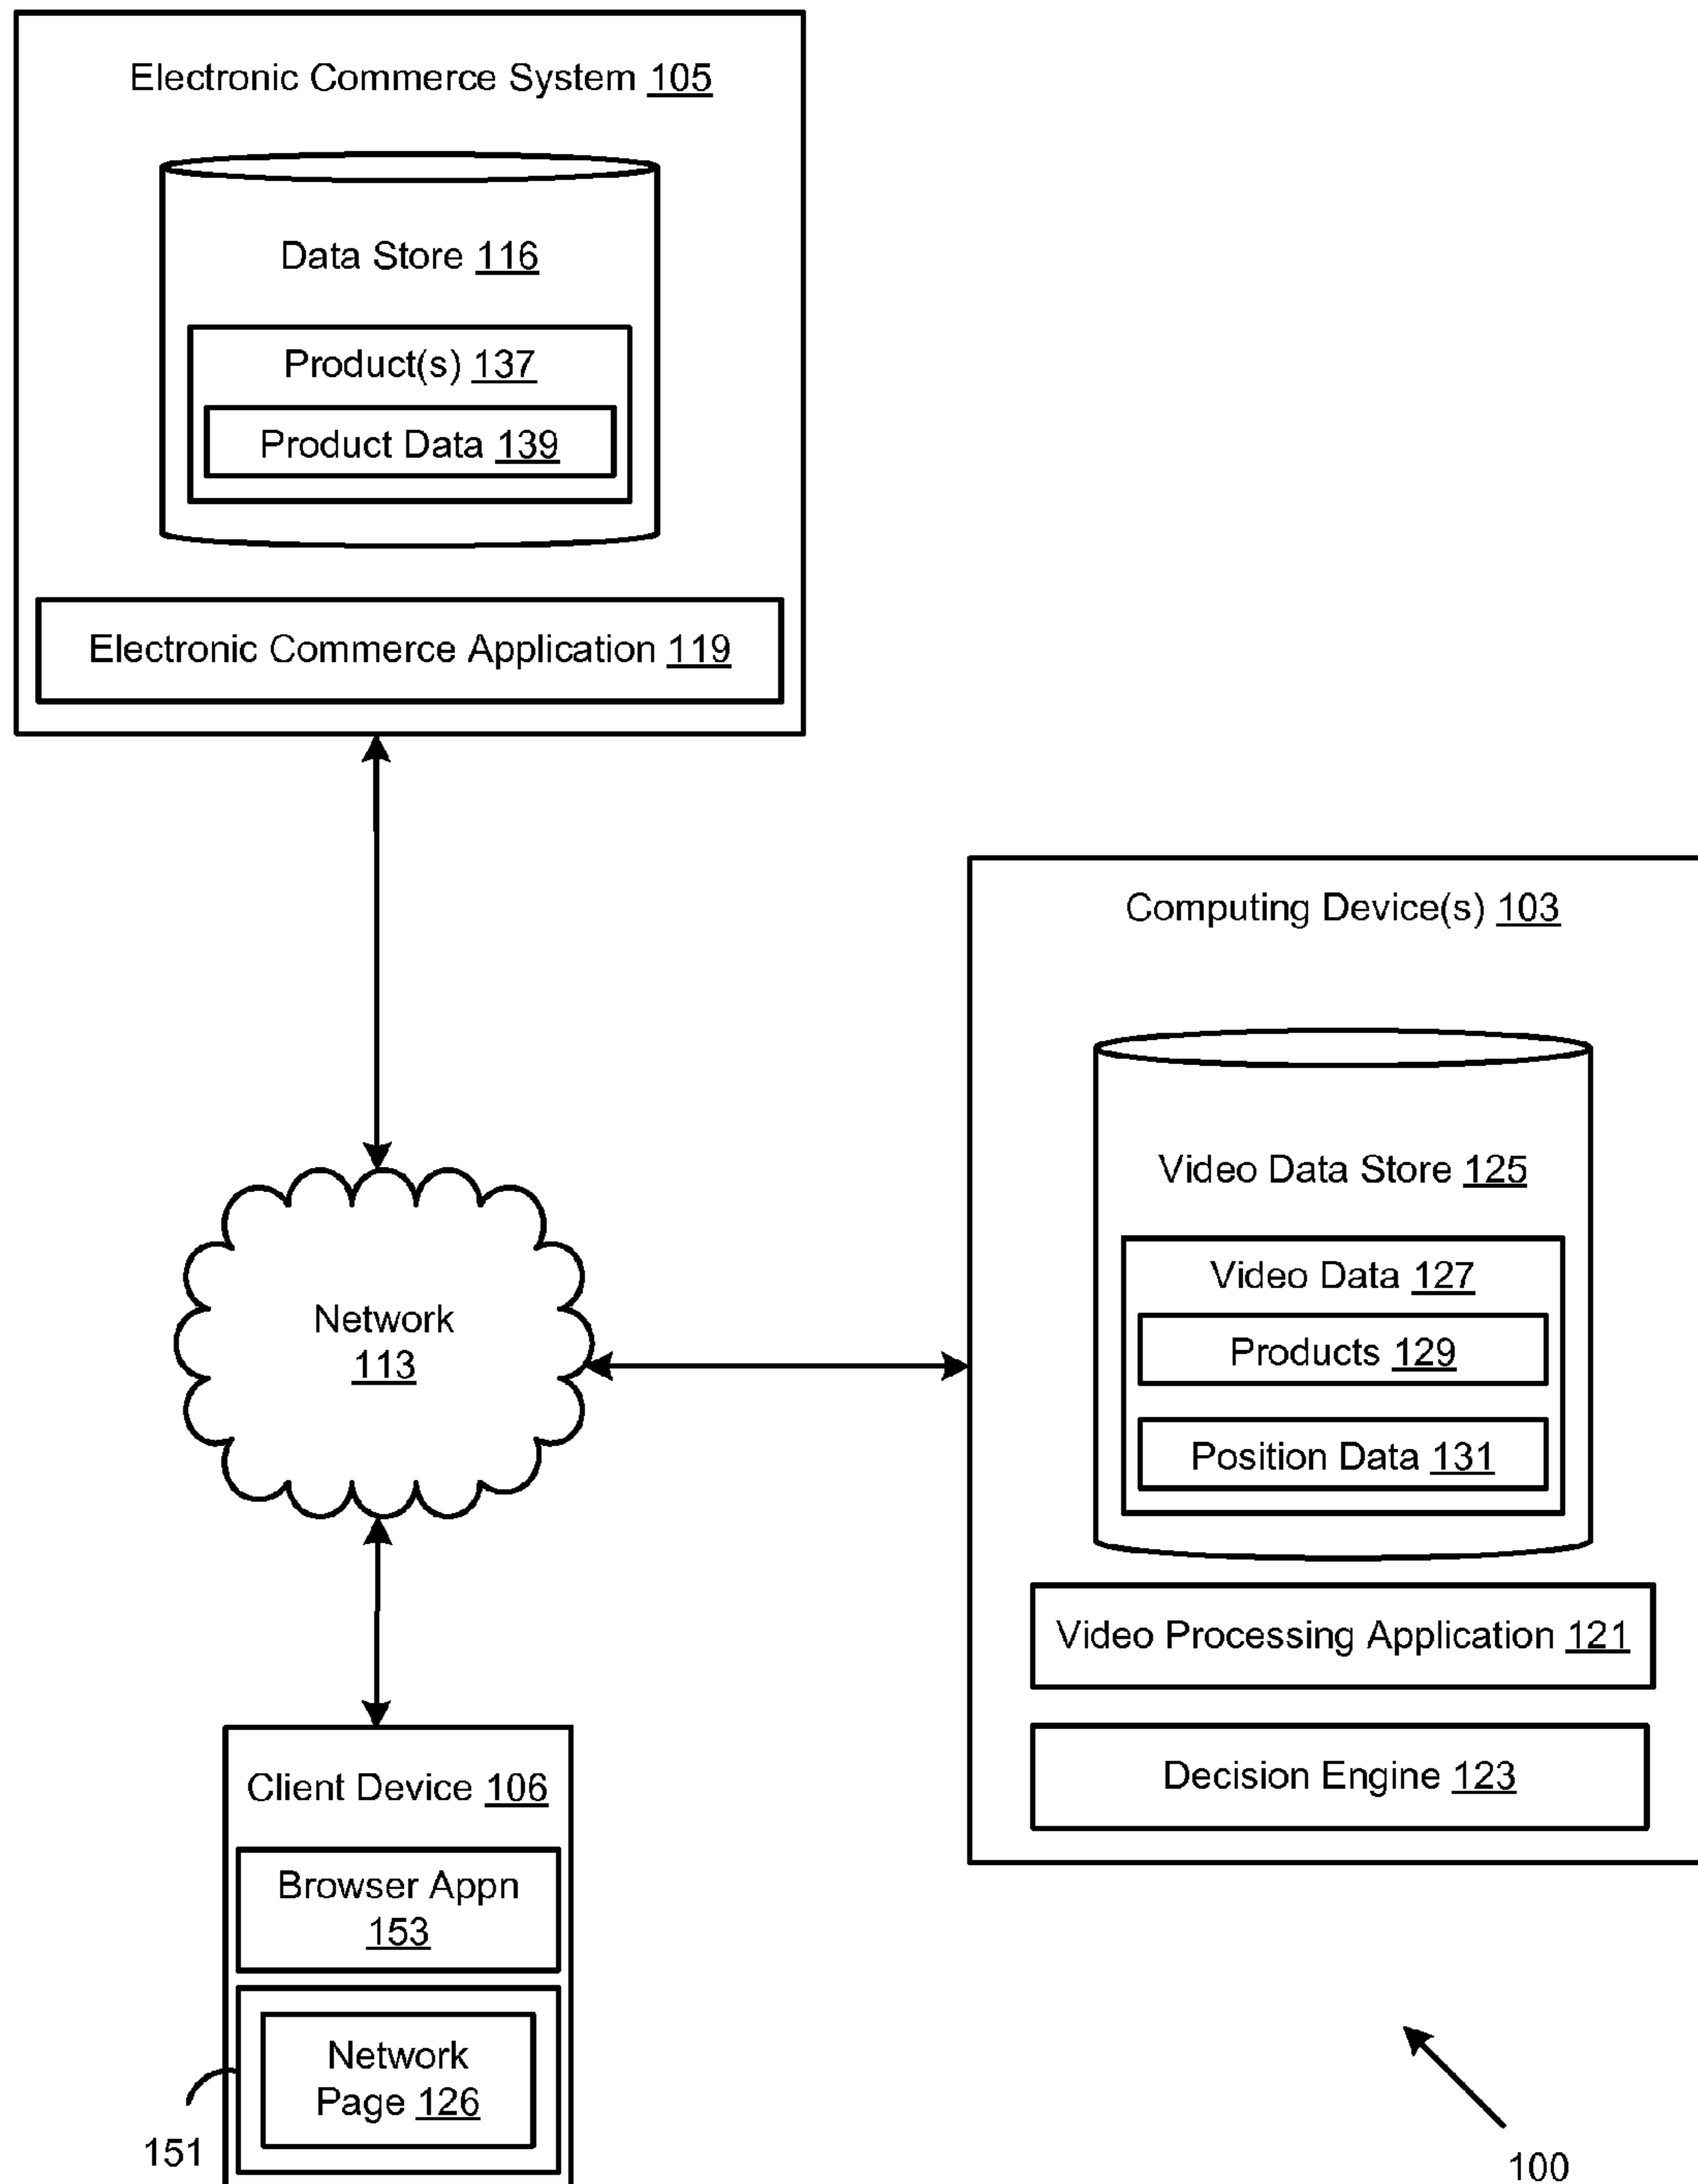 Electronic Commerce System 105
Data Store 116
Product(s) 137
Product Data 139
Electronic Commerce Application 119
Computing Device(s) 103
Video Data Store 125
Video Data 127
Products 129
Position Data 131
Video Processing Application 121
Decision Engine 123
Network
113
Client Device 106
Browser Appn
153
Network
Page 126
151
100